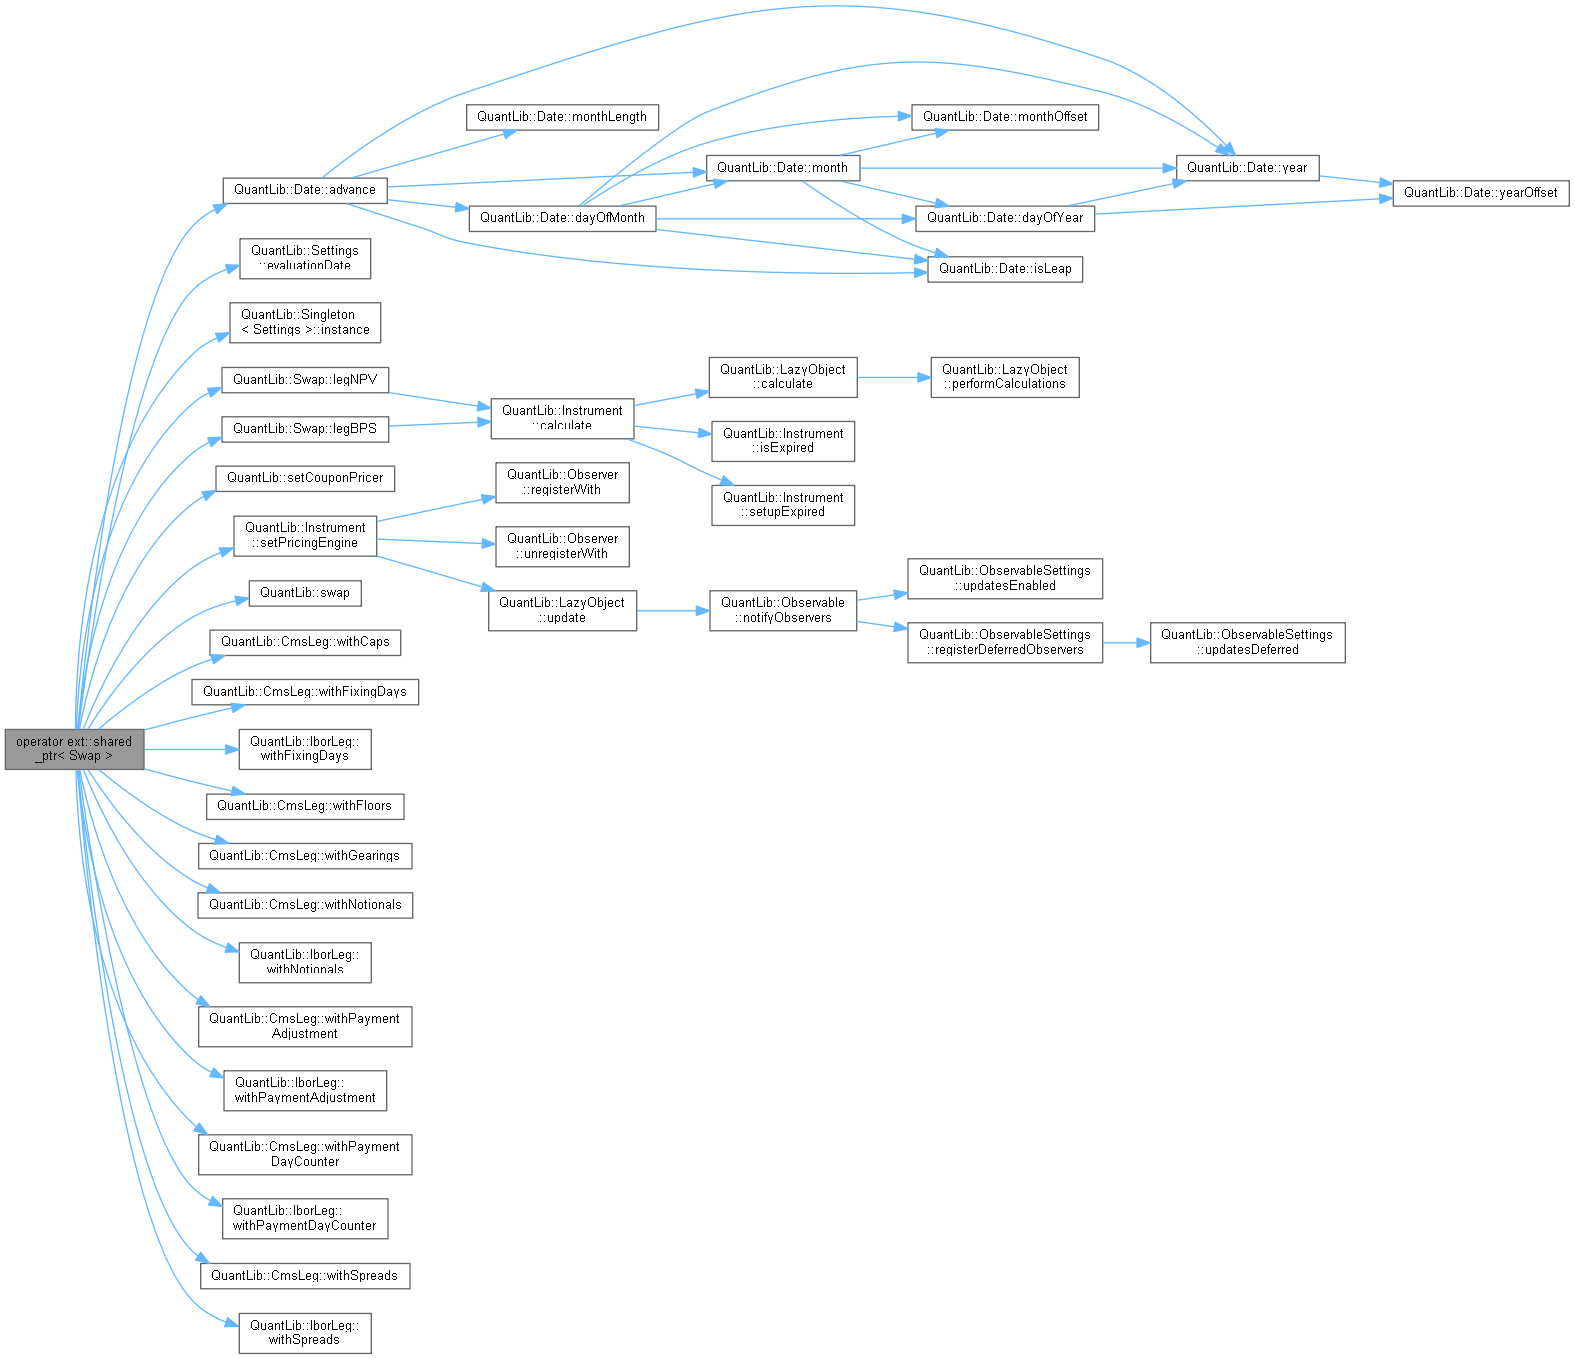 operator ext::shared
_ptr< Swap >
QuantLib::Date::advance
QuantLib::Date::monthLength
QuantLib::Date::dayOfMonth
QuantLib::Date::month
QuantLib::Date::monthOffset
QuantLib::Date::dayOfYear
QuantLib::Date::isLeap
QuantLib::Date::year
QuantLib::Date::yearOffset
QuantLib::Settings
::evaluationDate
QuantLib::Singleton
< Settings >::instance
QuantLib::Swap::legNPV
QuantLib::Swap::legBPS
QuantLib::Instrument
::calculate
QuantLib::LazyObject
::calculate
QuantLib::LazyObject
::performCalculations
QuantLib::Instrument
::isExpired
QuantLib::Instrument
::setupExpired
QuantLib::setCouponPricer
QuantLib::Instrument
::setPricingEngine
QuantLib::Observer
::registerWith
QuantLib::Observer
::unregisterWith
QuantLib::LazyObject
::update
QuantLib::Observable
::notifyObservers
QuantLib::ObservableSettings
::updatesEnabled
QuantLib::ObservableSettings
::registerDeferredObservers
QuantLib::ObservableSettings
::updatesDeferred
QuantLib::swap
QuantLib::CmsLeg::withCaps
QuantLib::CmsLeg::withFixingDays
QuantLib::IborLeg::
withFixingDays
QuantLib::CmsLeg::withFloors
QuantLib::CmsLeg::withGearings
QuantLib::CmsLeg::withNotionals
QuantLib::IborLeg::
withNotionals
QuantLib::CmsLeg::withPayment
Adjustment
QuantLib::IborLeg::
withPaymentAdjustment
QuantLib::CmsLeg::withPayment
DayCounter
QuantLib::IborLeg::
withPaymentDayCounter
QuantLib::CmsLeg::withSpreads
QuantLib::IborLeg::
withSpreads